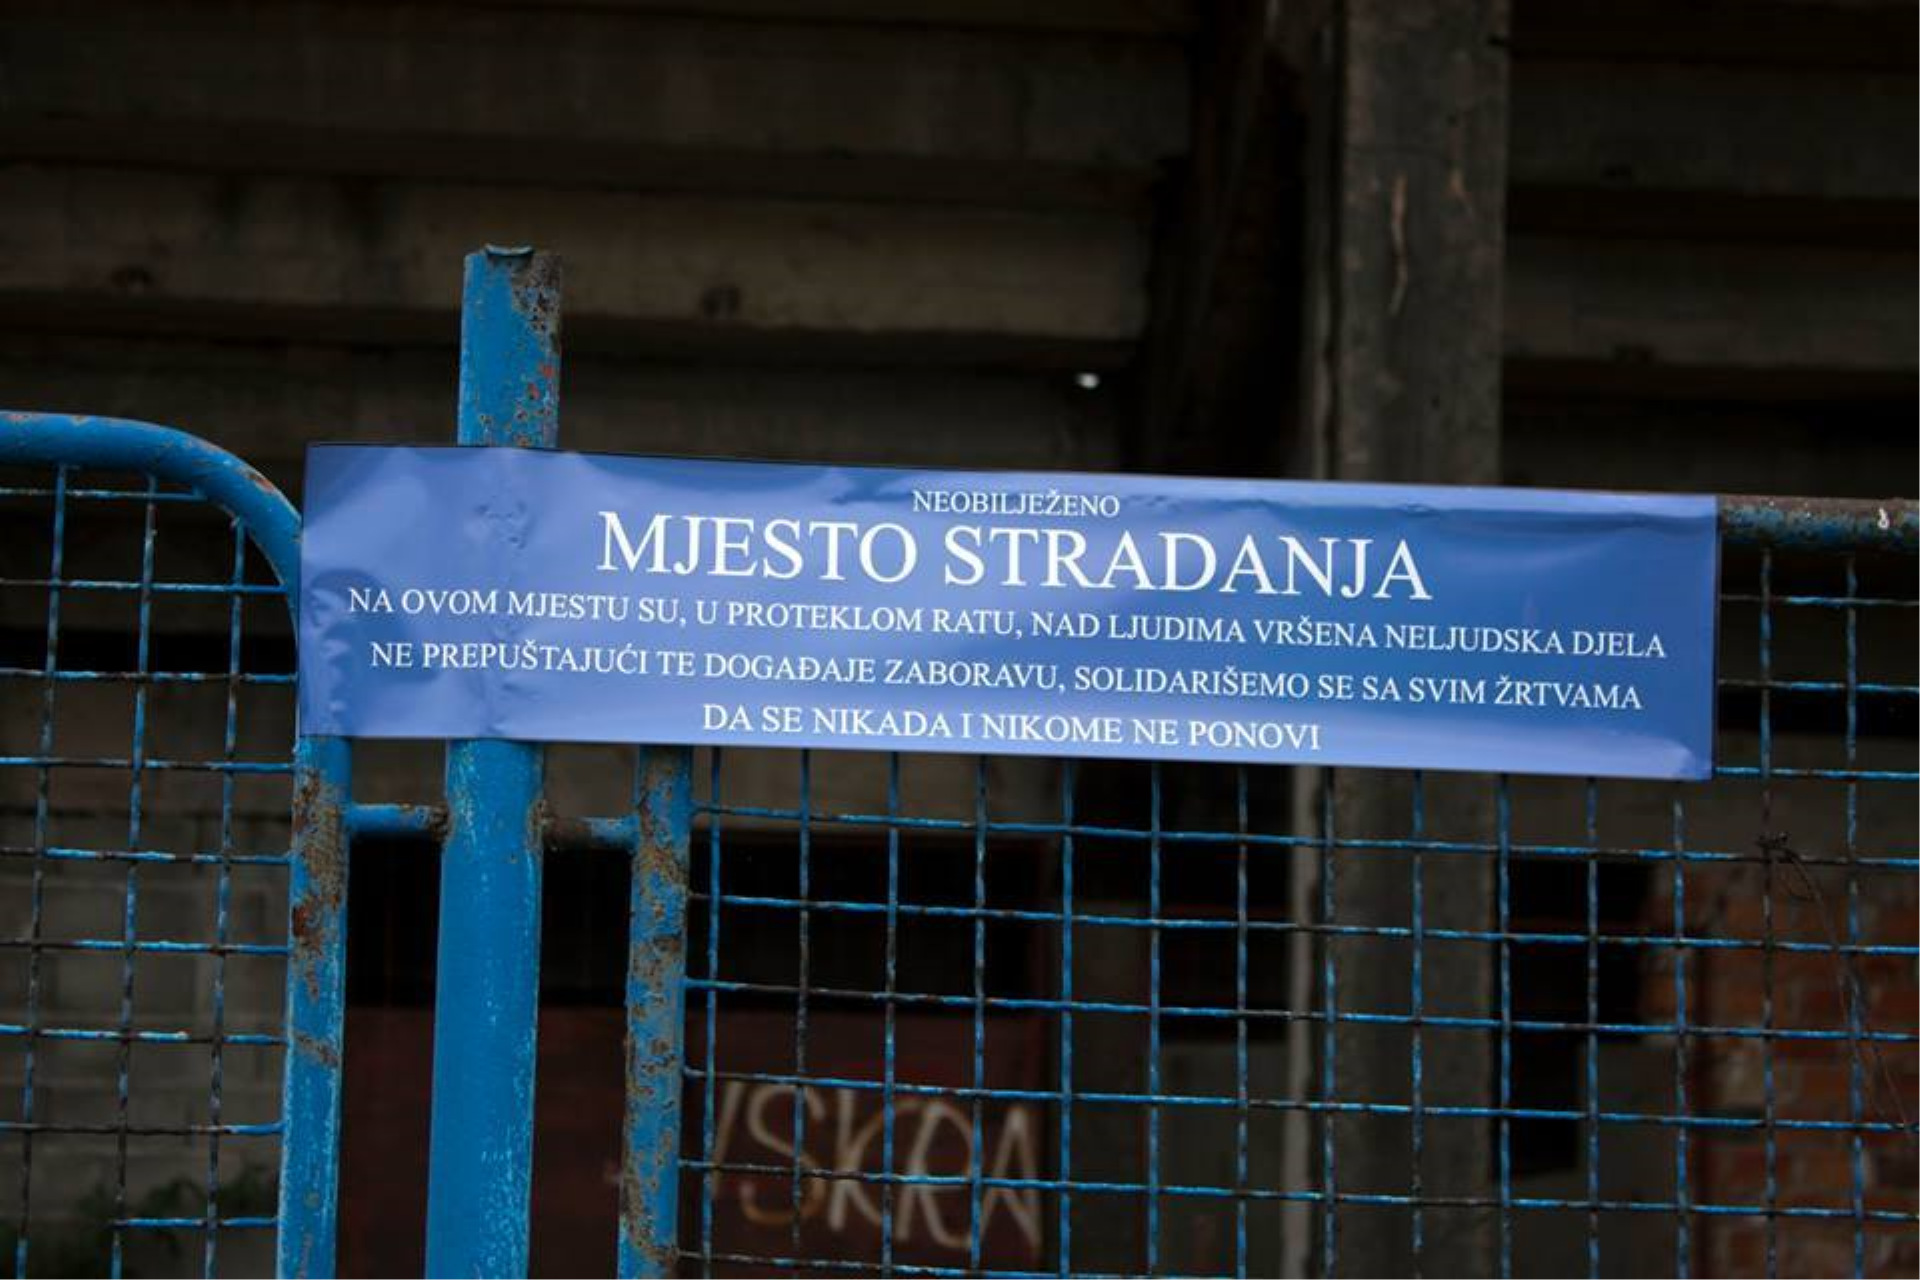 NEOBILJEŽENO
MJESTO STRADANJA
NA OVOM MJESTU SU, U PROTEKLOM RATU, NAD LJUDIMA VRŠENA NELJUDSKA DJELA
NE PREPUŠTAJUĆI TE DOGAĐAJE ZABORAVU, SOLIDARIŠEMO SE SA SVIM ŽRTVAMA
DA SE NIKADA I NIKOME NE PONOVI
ISKRA